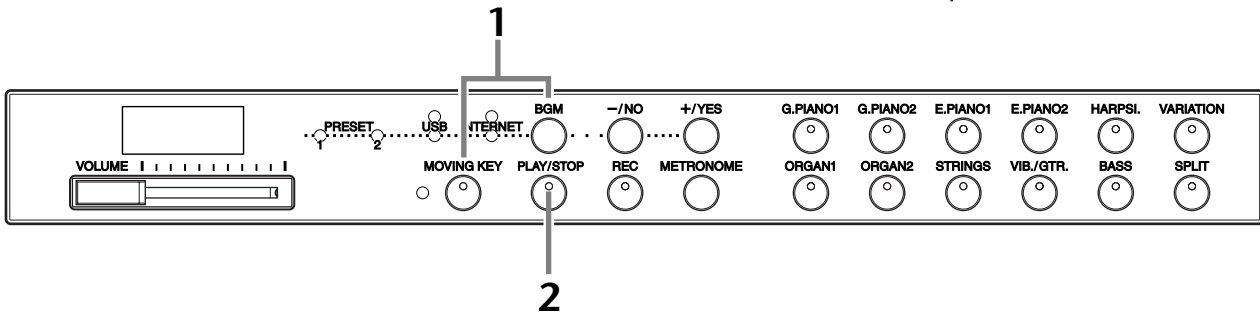 1
BGM −/NO +/YES G.PIANO1 G.PIANO2 E.PIANO1 E.PIANO2 HARPSI. VARIATION
PRESET USB INTERNET
1 2
VOLUME MOVING KEY PLAY/STOP REC METRONOME ORGAN1 ORGAN2 STRINGS VIB./GTR. BASS SPLIT
2